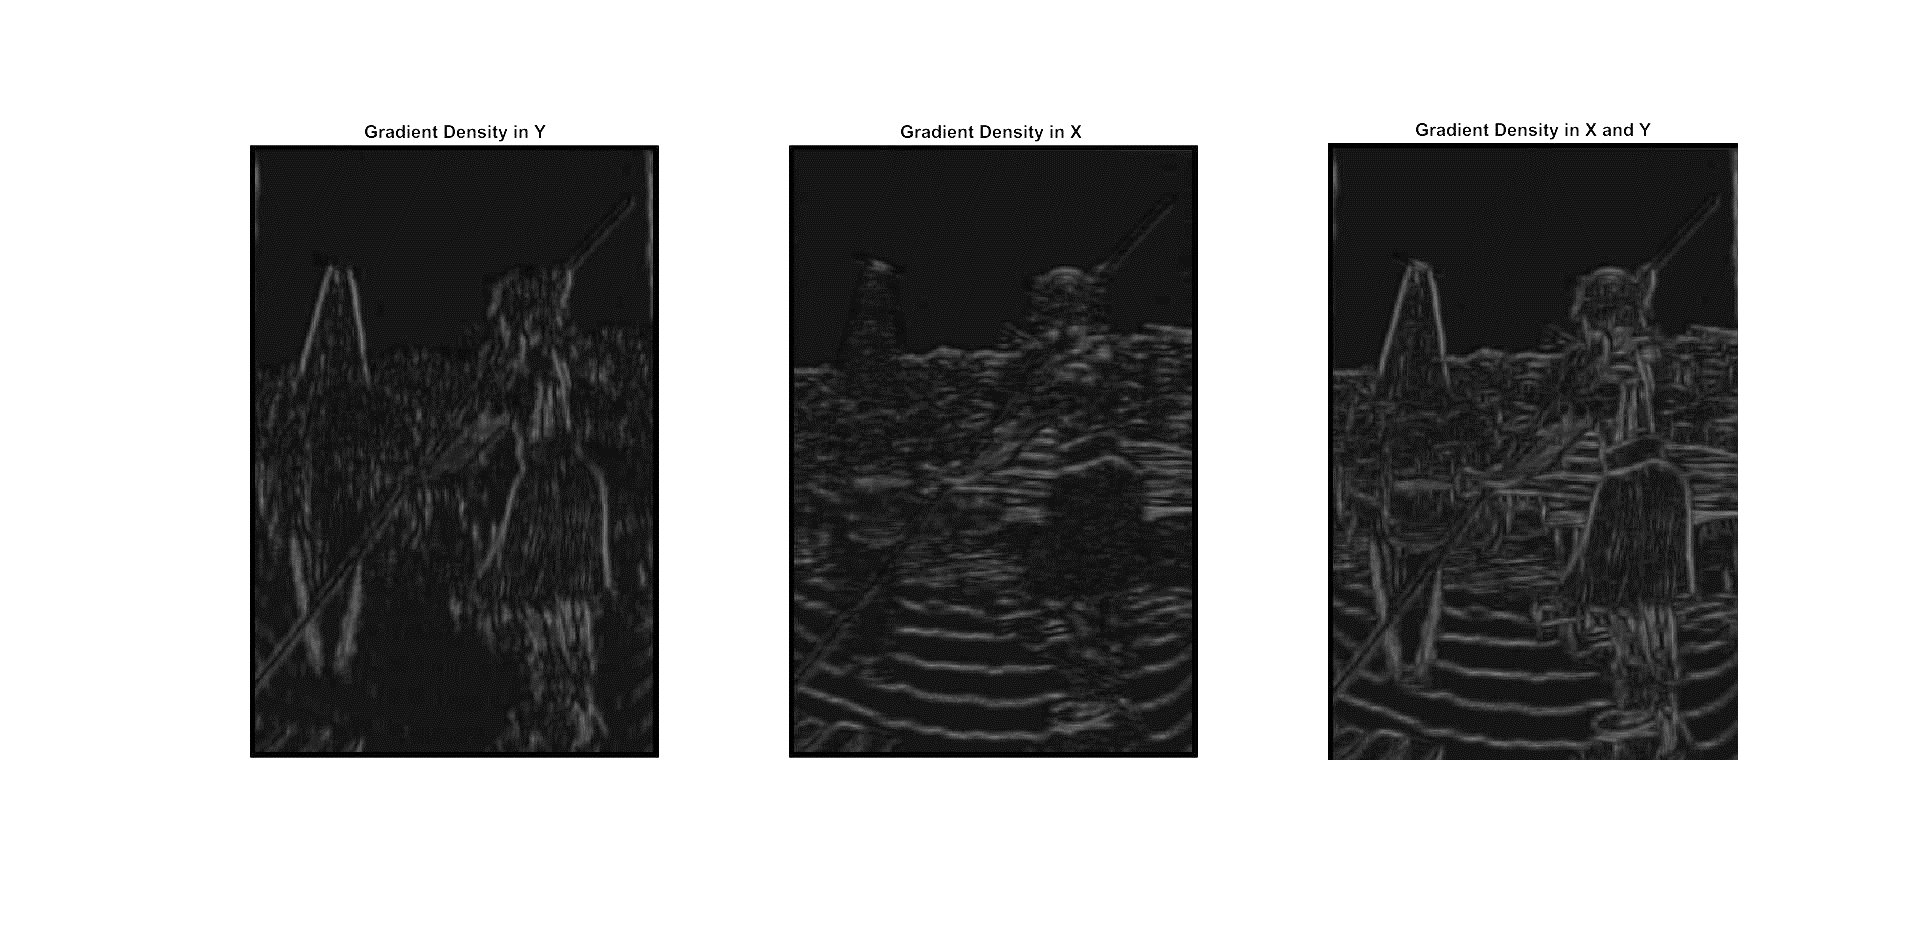 Gradient Density in Y
Gradient Density in X
Gradient Density in X and Y